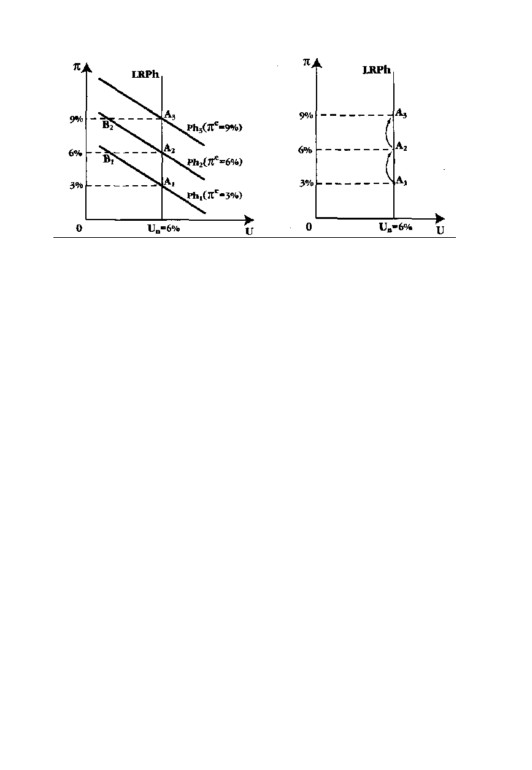 π
LRPh
A₃
9%
B₂
Ph₃(πᵉ=9%)
A₂
6%
B₁
Ph₂(πᵉ=6%)
A₁
3%
Ph₁(πᵉ=3%)
0
Uₙ=6%
U
π
LRPh
9%
A₃
6%
A₂
3%
A₃
0
Uₙ=6%
U